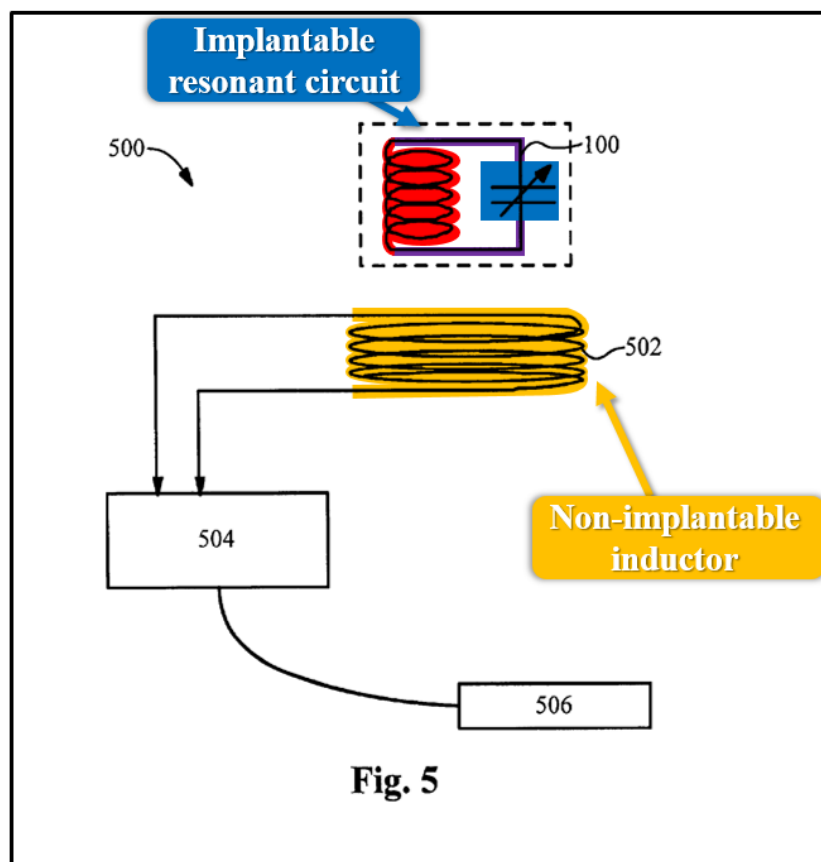 Implantable
resonant circuit
500
100
502
Non-implantable
inductor
504
506
Fig. 5